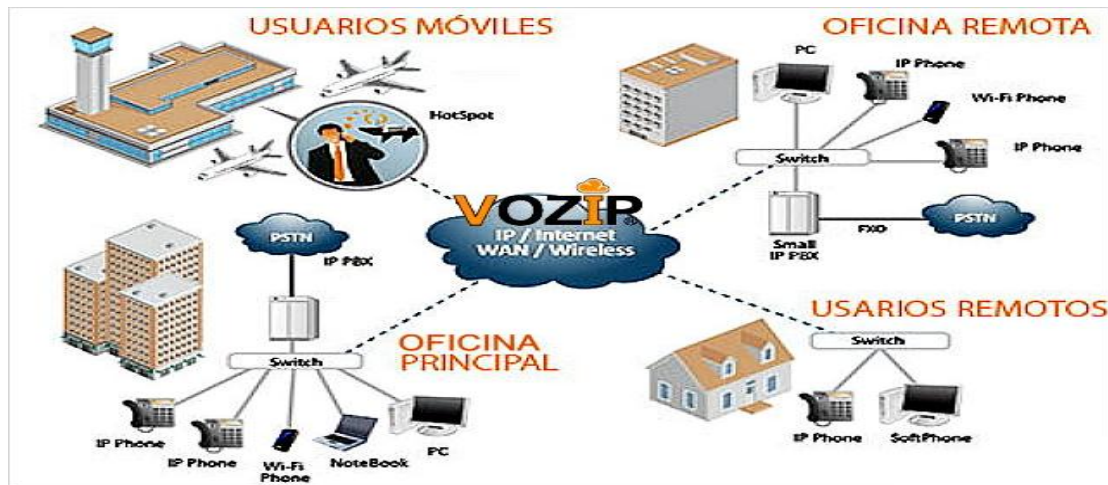 USUARIOS MÓVILES
HotSpot
OFICINA REMOTA
PC
IP Phone
Wi-Fi Phone
IP Phone
Switch
Small
IP PBX
FXO
PSTN
VOZIP®
IP / Internet
WAN / Wireless
PSTN
IP PBX
Switch
OFICINA
PRINCIPAL
IP Phone
IP Phone
Wi-Fi
Phone
NoteBook
PC
USARIOS REMOTOS
Switch
IP Phone
SoftPhone